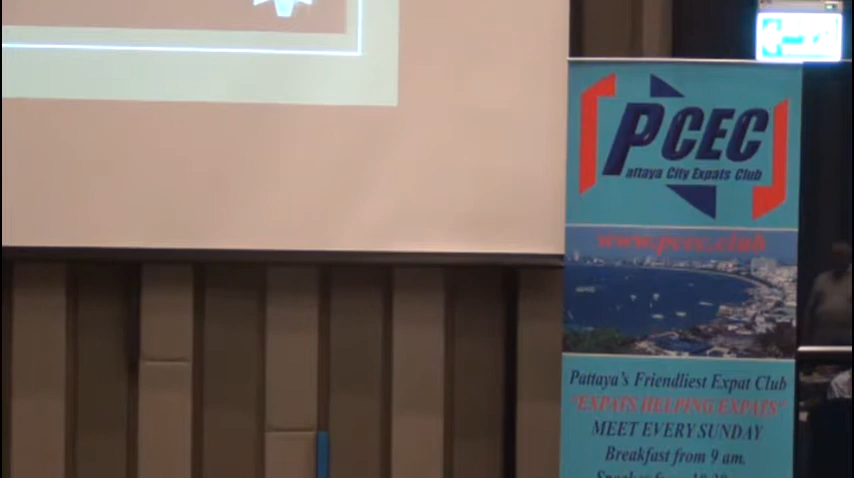 PCEC
Pattaya City Expats Club
www.pcec.club
Pattaya's Friendliest Expat Club
"EXPATS HELPING EXPATS"
MEET EVERY SUNDAY
Breakfast from 9 am.